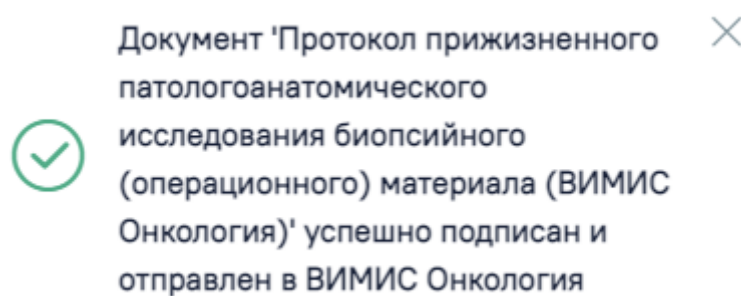 Документ 'Протокол прижизненного
патологоанатомического
исследования биопсийного
(операционного) материала (ВИМИС
Онкология)' успешно подписан и
отправлен в ВИМИС Онкология